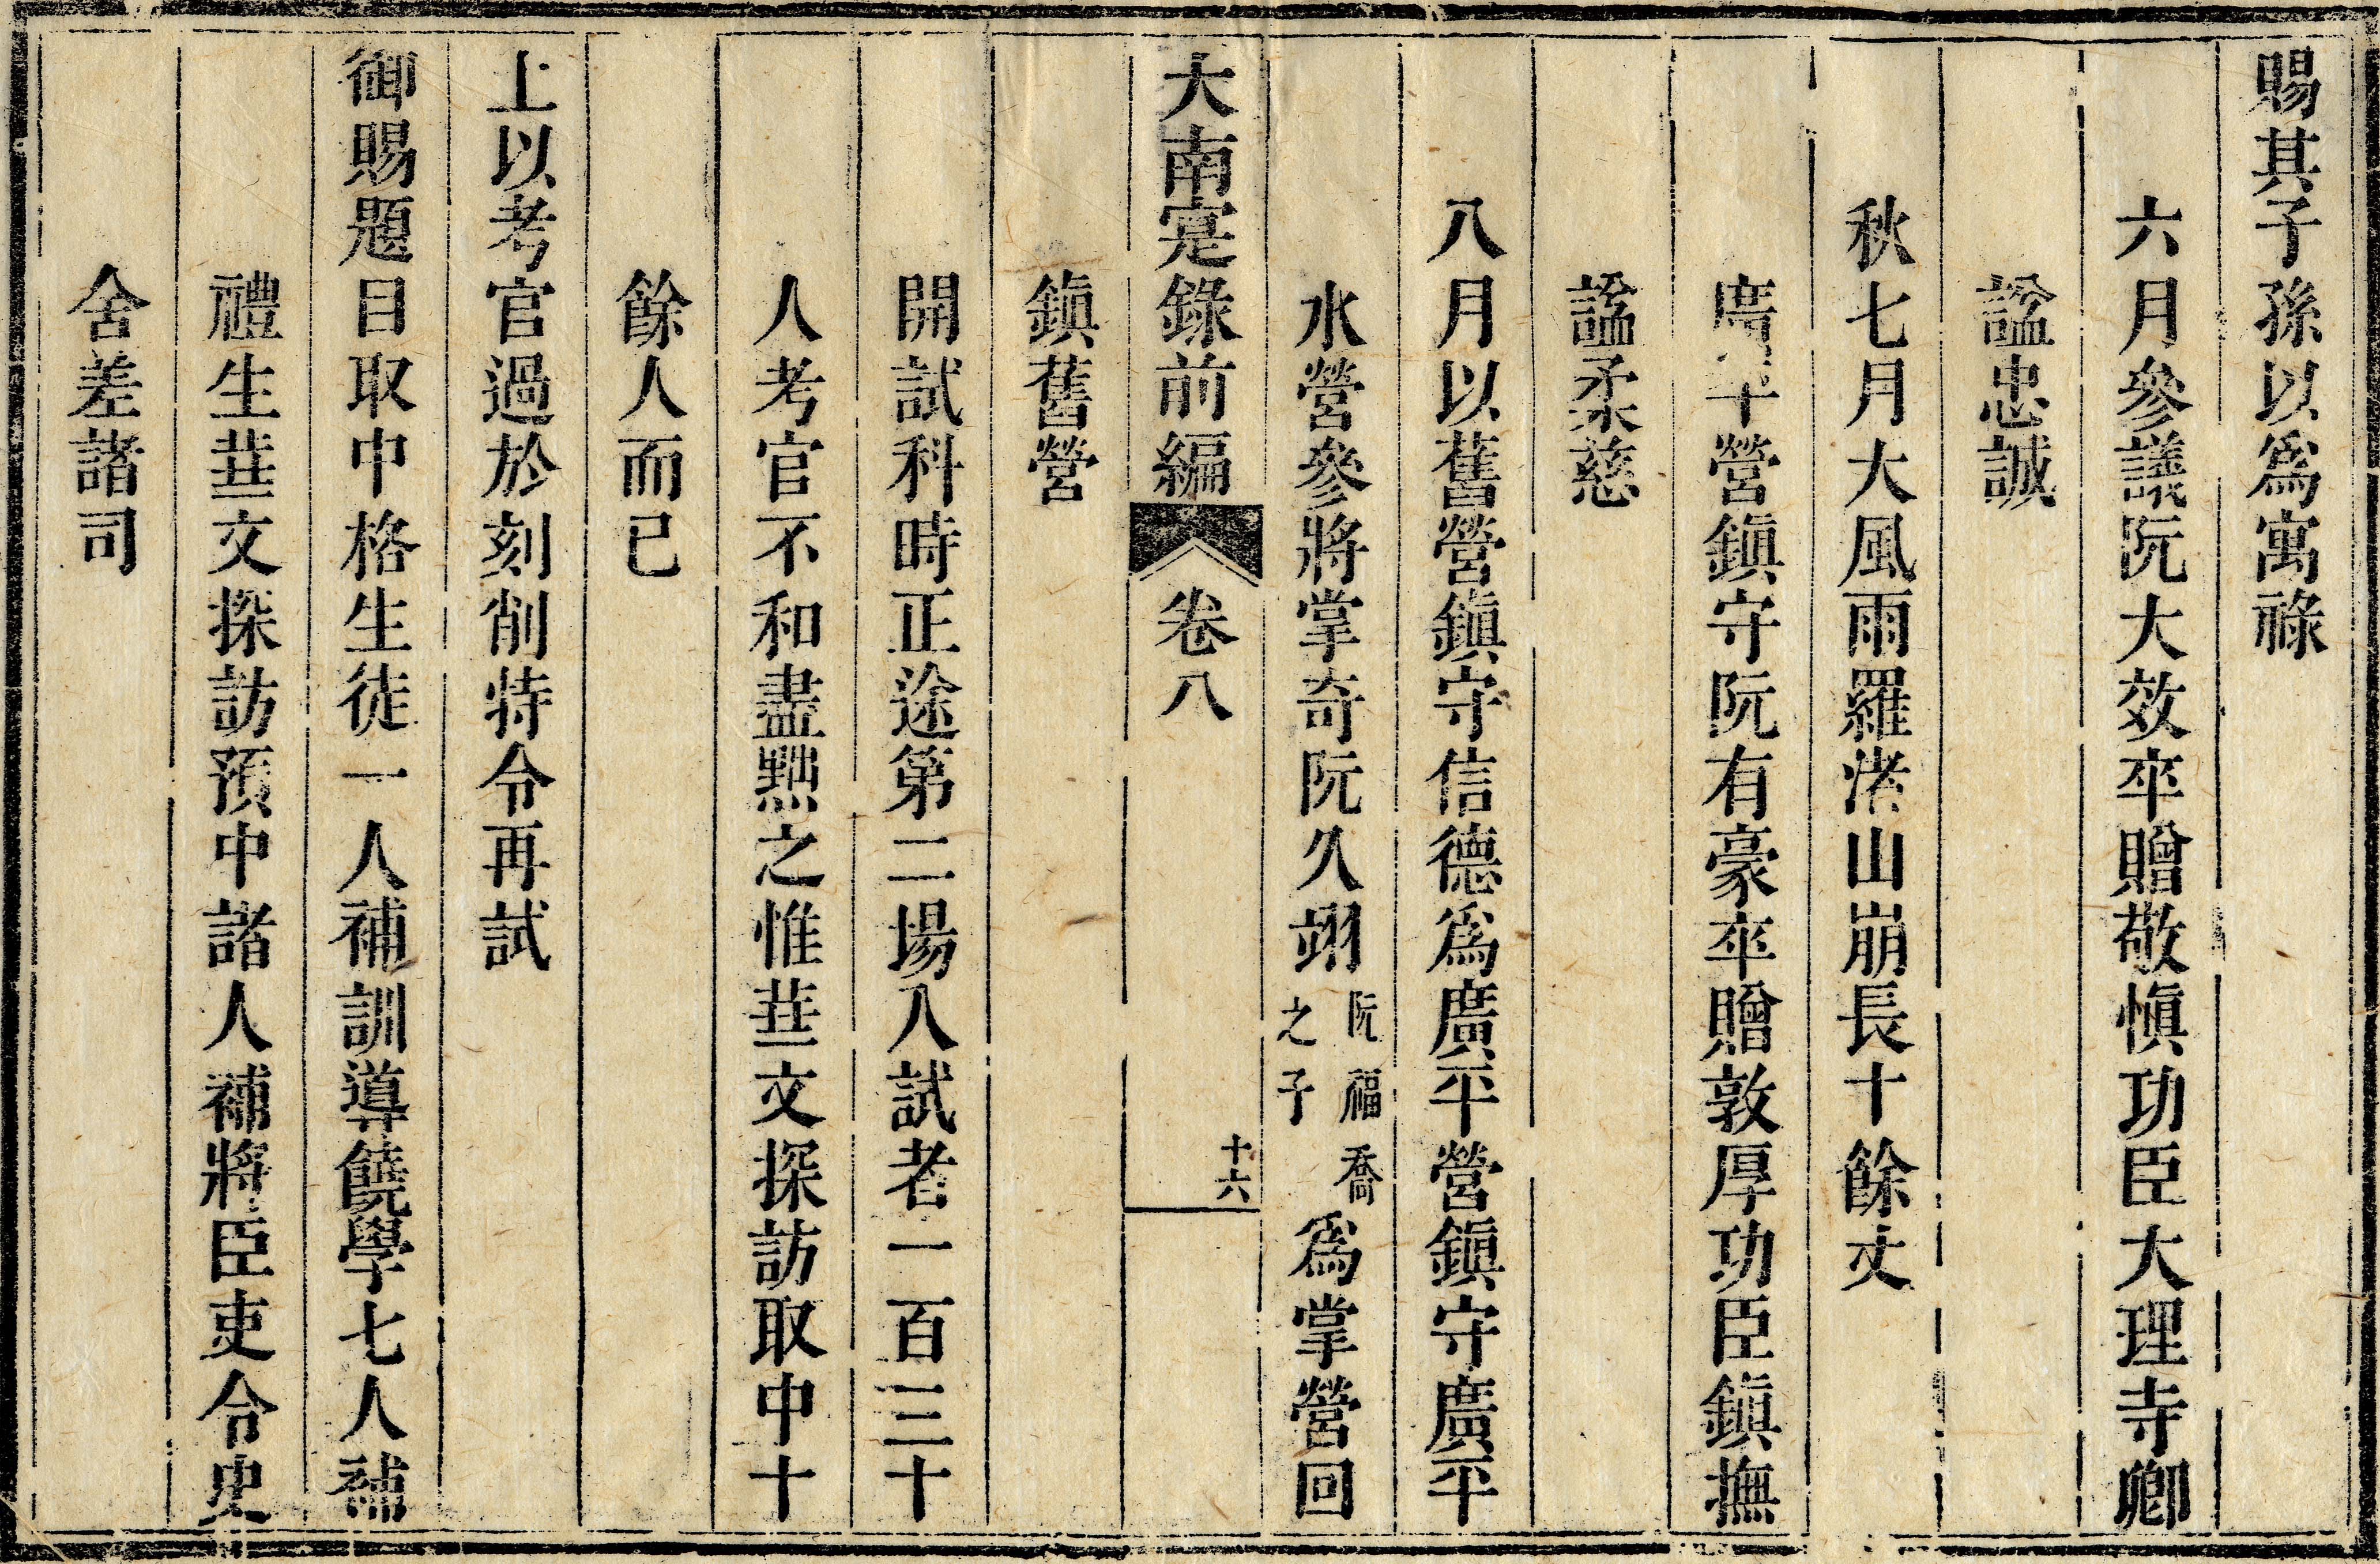 賜其子孫以爲寓祿
六月參議阮大效卒贈敬愼功臣大理寺卿
諡忠誠
秋七月大風雨羅渚山崩長十餘丈
廣平營鎭守阮有豪卒贈敦厚功臣鎭撫
諡柔慈
八月以舊營鎭守信德爲廣平營鎭守廣平
水營參將掌奇阮久翊阮福喬之子爲掌營回
大南寔錄前編 卷八 十六
鎭舊營
開試科時正途第二場入試者一百三十
人考官不和盡黜之惟華文探訪取中十
餘人而已
上以考官過於刻削特令再試
御賜題目取中格生徒一人補訓導饒學七人補
禮生華文探訪預中諸人補將臣吏令史
舍差諸司